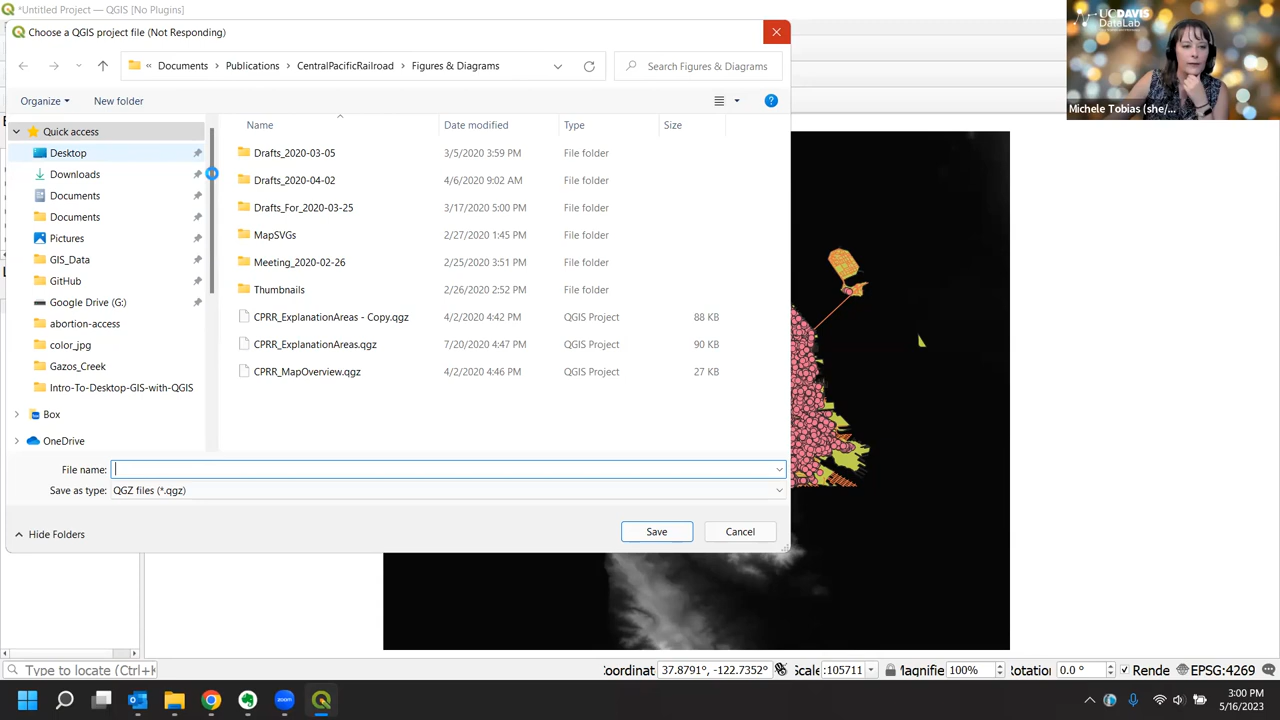 *Untitled Project — QGIS [No Plugins]
Choose a QGIS project file (Not Responding)
« Documents > Publications > CentralPacificRailroad > Figures & Diagrams
Search Figures & Diagrams
Organize
New folder
Name
Date modified
Type
Size
Quick access
Desktop
Downloads
Documents
Documents
Pictures
GIS_Data
GitHub
Google Drive (G:)
abortion-access
color_jpg
Gazos_Creek
Intro-To-Desktop-GIS-with-QGIS
Box
OneDrive
Drafts_2020-03-05 3/5/2020 3:59 PM File folder
Drafts_2020-04-02 4/6/2020 9:02 AM File folder
Drafts_For_2020-03-25 3/17/2020 5:00 PM File folder
MapSVGs 2/27/2020 1:45 PM File folder
Meeting_2020-02-26 2/25/2020 3:51 PM File folder
Thumbnails 2/26/2020 2:52 PM File folder
CPRR_ExplanationAreas - Copy.qgz 4/2/2020 4:42 PM QGIS Project 88 KB
CPRR_ExplanationAreas.qgz 7/20/2020 4:47 PM QGIS Project 90 KB
CPRR_MapOverview.qgz 4/2/2020 4:46 PM QGIS Project 27 KB
File name:
Save as type: QGZ files (*.qgz)
Hide Folders
Save
Cancel
UC DAVIS
DataLab
Michele Tobias (she/...
Type to locate (Ctrl+
Coordinat 37.8791°, -122.7352° Scale :105711 Magnifie 100% Rotation 0.0 ° Rende EPSG:4269
zoom
3:00 PM
5/16/2023